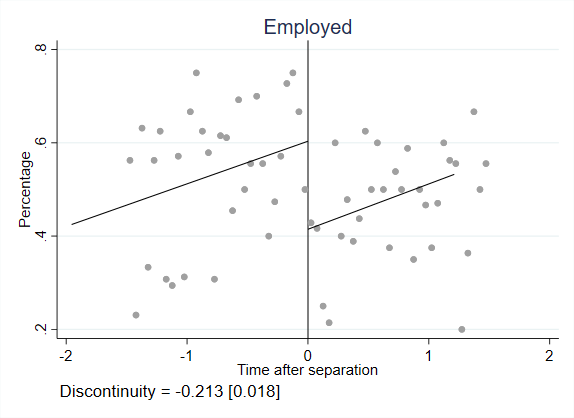 Employed
Percentage
.8
.6
.4
.2
-2
-1
0
1
2
Time after separation
Discontinuity = -0.213 [0.018]